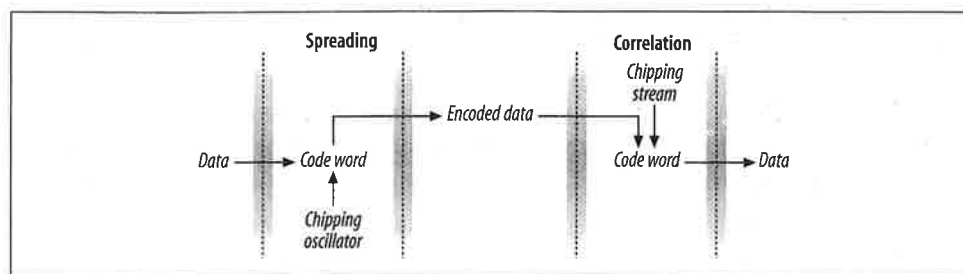 Spreading
Correlation
Chipping
stream
Encoded data
Data
Code word
Code word
Data
Chipping
oscillator